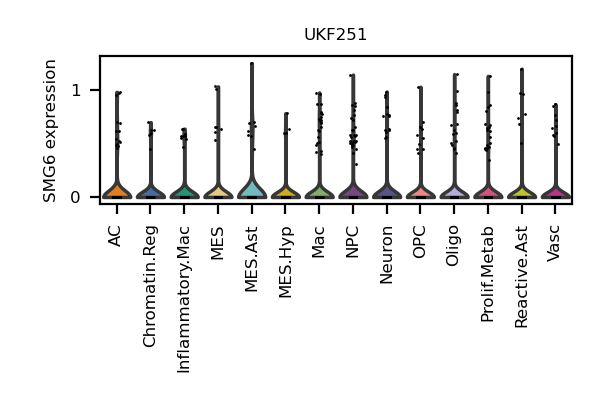 UKF251
SMG6 expression
1
0
AC
Chromatin.Reg
Inflammatory.Mac
MES
MES.Ast
MES.Hyp
Mac
NPC
Neuron
OPC
Oligo
Prolif.Metab
Reactive.Ast
Vasc